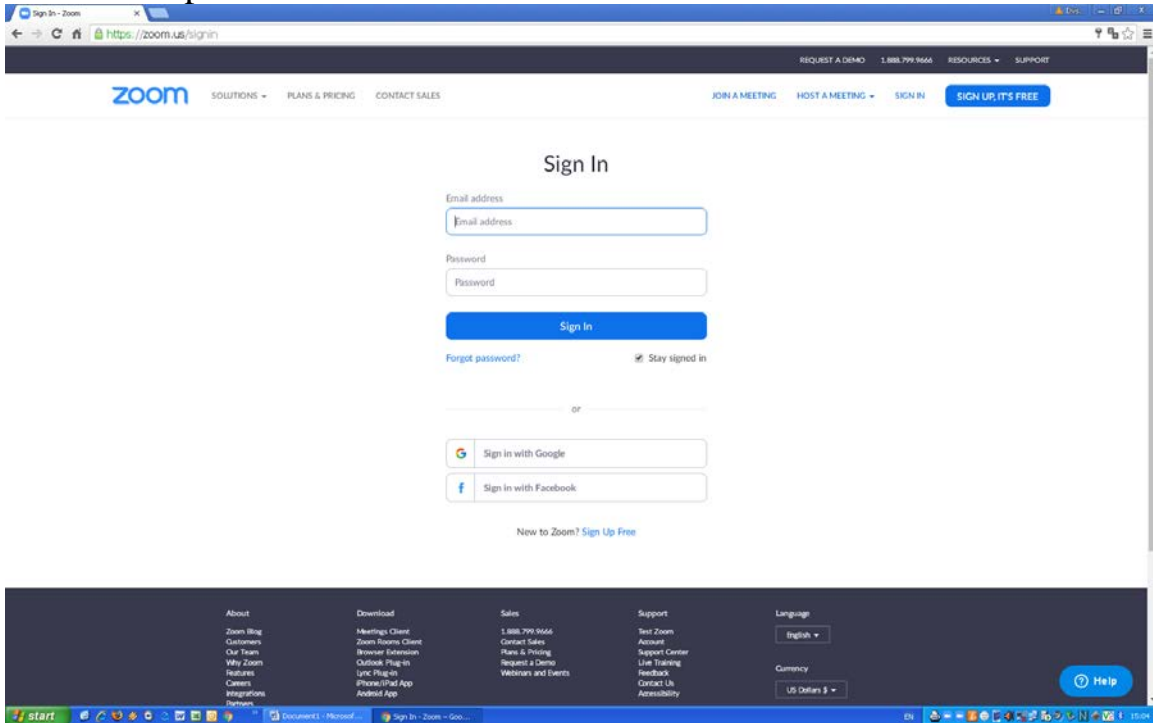 Sign In - Zoom
https://zoom.us/signin
REQUEST A DEMO 1.888.799.9666 RESOURCES SUPPORT
zoom SOLUTIONS PLANS & PRICING CONTACT SALES JOIN A MEETING HOST A MEETING SIGN IN SIGN UP, IT'S FREE
Sign In
Email address
Email address
Password
Password
Sign In
Forgot password? Stay signed in
or
Sign in with Google
Sign in with Facebook
New to Zoom? Sign Up Free
About
Zoom Blog
Customers
Our Team
Why Zoom
Features
Careers
Integrations
Partners
Download
Meetings Client
Zoom Rooms Client
Browser Extension
Outlook Plug-in
Lync Plug-in
iPhone/iPad App
Android App
Sales
1.888.799.9666
Contact Sales
Plans & Pricing
Request a Demo
Webinars and Events
Support
Test Zoom
Account
Support Center
Live Training
Feedback
Contact Us
Accessibility
Language
English
Currency
US Dollars $
Help
start Document1 - Microsof... Sign In - Zoom - Goo... EN 15:04